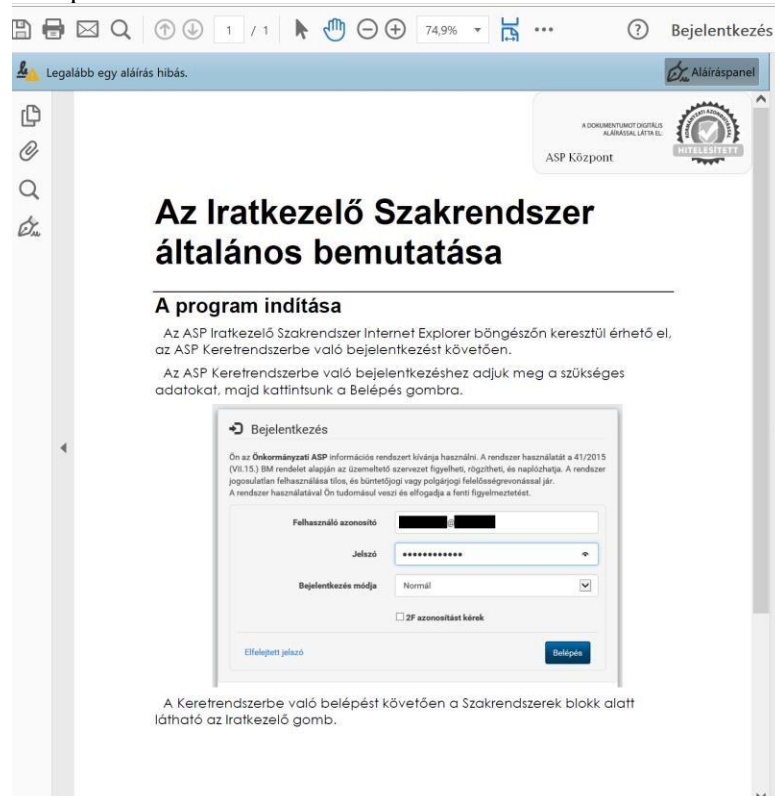 1 / 1
74,9%
Bejelentkezés
Legalább egy aláírás hibás.
Aláíráspanel
A DOKUMENTUMOT DIGITÁLIS
ALÁÍRÁSSAL LÁTTA EL:
ASP Központ
HITELESÍTETT
Az Iratkezelő Szakrendszer
általános bemutatása
A program indítása
Az ASP Iratkezelő Szakrendszer Internet Explorer böngészőn keresztül érhető el,
az ASP Keretrendszerbe való bejelentkezést követően.
Az ASP Keretrendszerbe való bejelentkezéshez adjuk meg a szükséges
adatokat, majd kattintsunk a Belépés gombra.
Bejelentkezés
Ön az Önkormányzati ASP információs rendszert kívánja használni. A rendszer használatát a 41/2015
(VII.15.) BM rendelet alapján az üzemeltető szervezet figyelheti, rögzítheti, és naplózhatja. A rendszer
jogosulatlan felhasználása tilos, és büntetőjogi vagy polgárjogi felelősségrevonással jár.
A rendszer használatával Ön tudomásul veszi és elfogadja a fenti figyelmeztetést.
Felhasználó azonosító
@
Jelszó
••••••••••••
Bejelentkezés módja
Normál
2F azonosítást kérek
Elfelejtett jelszó
Belépés
A Keretrendszerbe való belépést követően a Szakrendszerek blokk alatt
látható az Iratkezelő gomb.